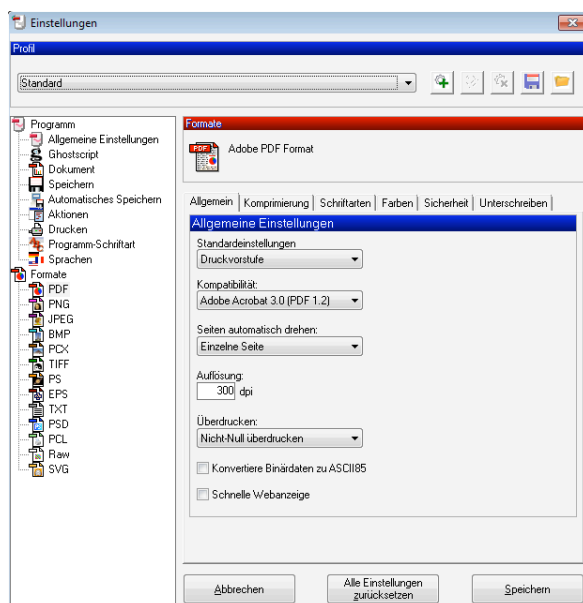 Einstellungen
Profil
Standard
Programm
Allgemeine Einstellungen
Ghostscript
Dokument
Speichern
Automatisches Speichern
Aktionen
Drucken
Programm-Schriftart
Sprachen
Formate
PDF
PNG
JPEG
BMP
PCX
TIFF
PS
EPS
TXT
PSD
PCL
Raw
SVG
Formate
PDF
Adobe PDF Format
Allgemein Komprimierung Schriftarten Farben Sicherheit Unterschreiben
Allgemeine Einstellungen
Standardeinstellungen
Druckvorstufe
Kompatibilität:
Adobe Acrobat 3.0 (PDF 1.2)
Seiten automatisch drehen:
Einzelne Seite
Auflösung:
300 dpi
Überdrucken:
Nicht-Null überdrucken
Konvertiere Binärdaten zu ASCII85
Schnelle Webanzeige
Abbrechen
Alle Einstellungen
zurücksetzen
Speichern